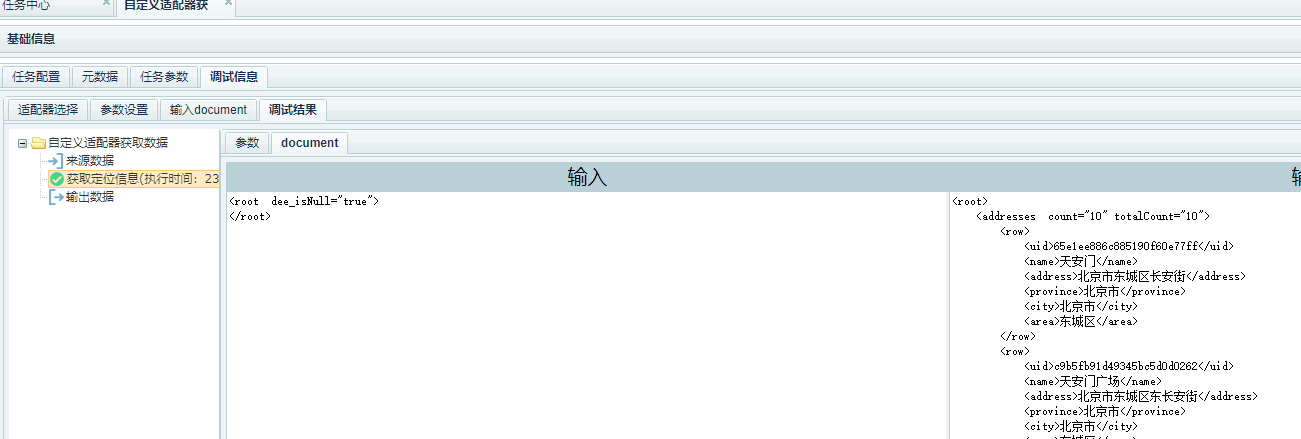 任务中心 自定义适配器获
基础信息
任务配置 元数据 任务参数 调试信息
适配器选择 参数设置 输入document 调试结果
自定义适配器获取数据
来源数据
获取定位信息(执行时间：23
输出数据
参数 document
输入
<root dee_isNull="true">
</root>
<root>
<addresses count="10" totalCount="10">
<row>
<uid>65e1ee886c885190f60e77ff</uid>
<name>天安门</name>
<address>北京市东城区长安街</address>
<province>北京市</province>
<city>北京市</city>
<area>东城区</area>
</row>
<row>
<uid>c9b5fb91d49345bc5d0d0262</uid>
<name>天安门广场</name>
<address>北京市东城区东长安街</address>
<province>北京市</province>
<city>北京市</city>